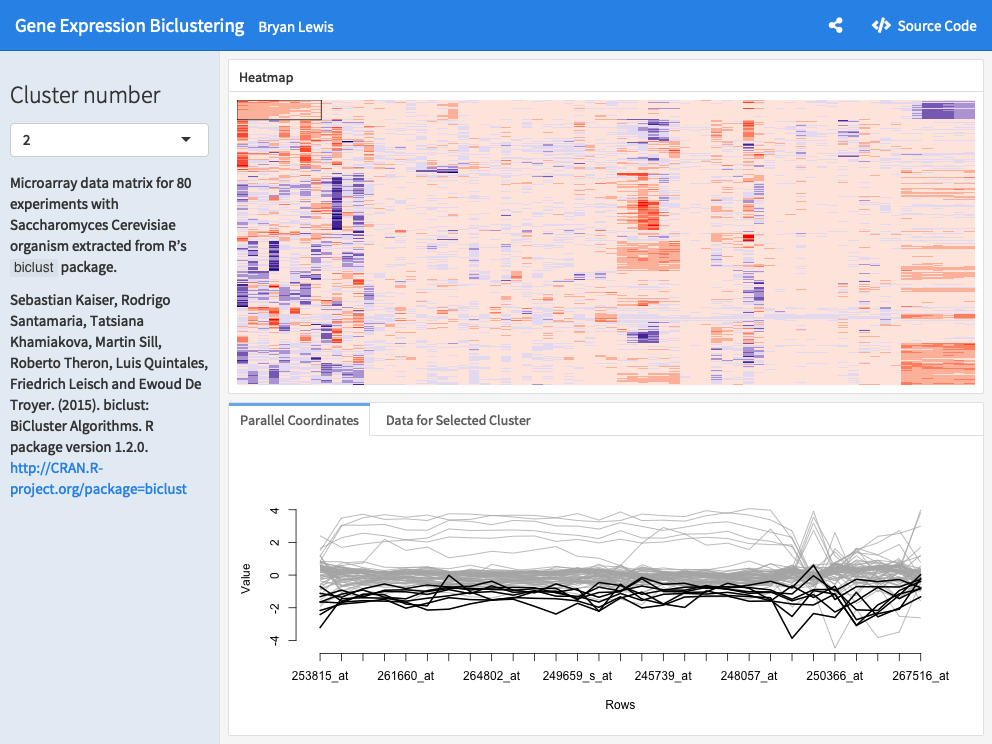 Gene Expression Biclustering Bryan Lewis Source Code
Cluster number
2
Microarray data matrix for 80
experiments with
Saccharomyces Cerevisiae
organism extracted from R's
biclust package.
Sebastian Kaiser, Rodrigo
Santamaria, Tatsiana
Khamiakova, Martin Sill,
Roberto Theron, Luis Quintales,
Friedrich Leisch and Ewoud De
Troyer. (2015). biclust:
BiCluster Algorithms. R
package version 1.2.0.
http://CRAN.R-
project.org/package=biclust
Heatmap
Parallel Coordinates Data for Selected Cluster
Value
4
2
0
-2
-4
253815_at 261660_at 264802_at 249659_s_at 245739_at 248057_at 250366_at 267516_at
Rows